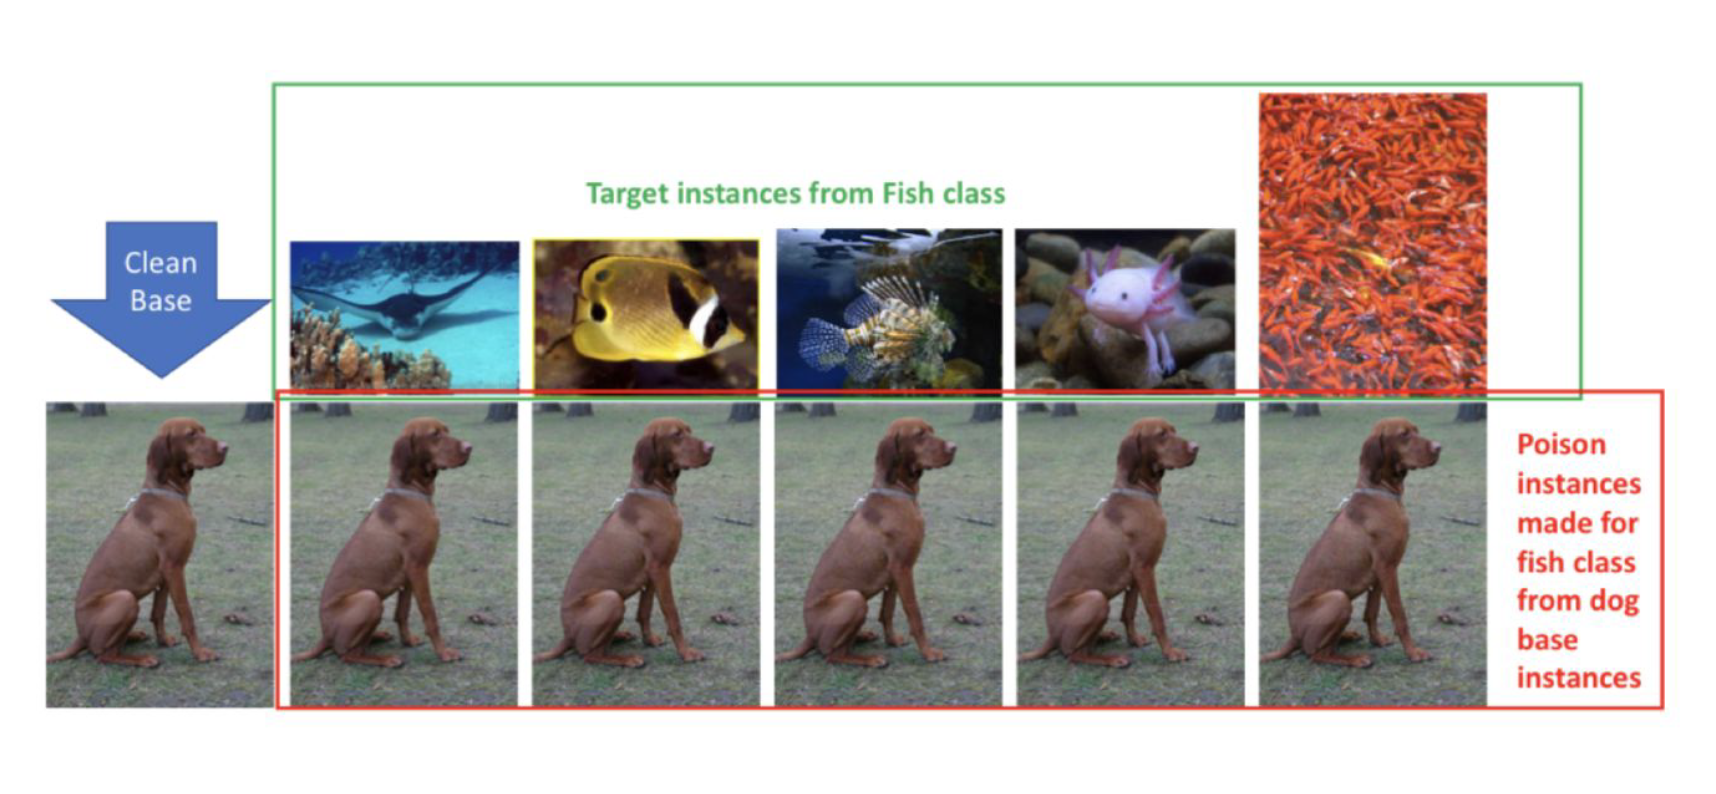 Target instances from Fish class
Clean
Base
Poison
instances
made for
fish class
from dog
base
instances